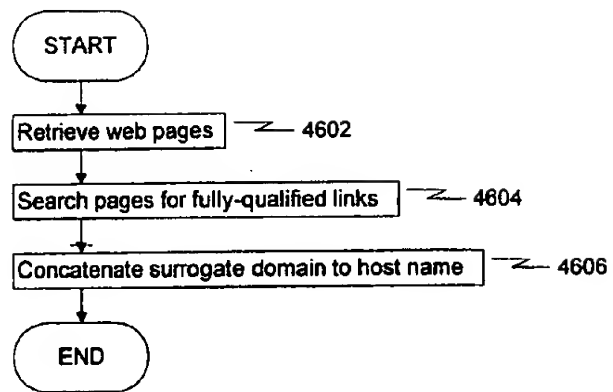 START
Retrieve web pages 4602
Search pages for fully-qualified links 4604
Concatenate surrogate domain to host name 4606
END